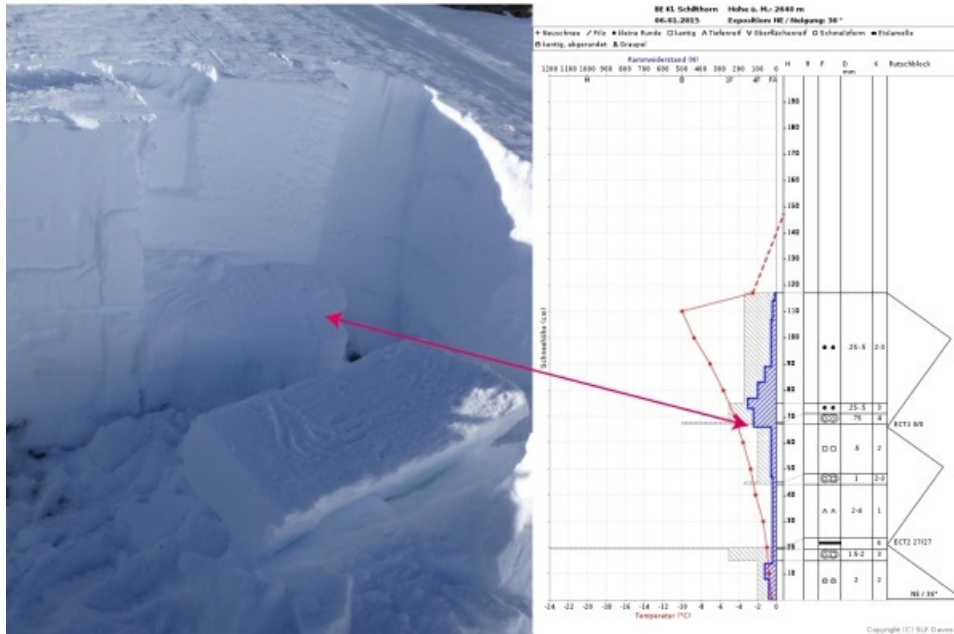 BE Kl. Schilthorn Höhe ü. M.: 2640 m
06.01.2015 Exposition: NE / Neigung: 36°
+ Neuschnee / Filz • kleine Runde □ kantig ∧ Tiefenreif V Oberflächenreif O Schmelzform ▬ Eislamelle
kantig, abgerundet Graupel
Rammwiderstand (N)
1200 1100 1000 900 800 700 600 500 400 300 200 100 0 H R F D K Rutschblock
mm
M B 1F 4F FA
190
180
170
160
150
140
130
120
110
100
90
80
70
60
50
40
30
20
10
Schneehöhe (cm)
.25-.5 2-3
.25-.5 3
.75 4
ECT1 8/8
.5 2
1 2-3
2-4 1
6
ECT2 27/27
1.5-2 3
2 2
NE / 36°
-24 -22 -20 -18 -16 -14 -12 -10 -8 -6 -4 -2 0
Temperatur (°C)
Copyright (C) SLF Davos